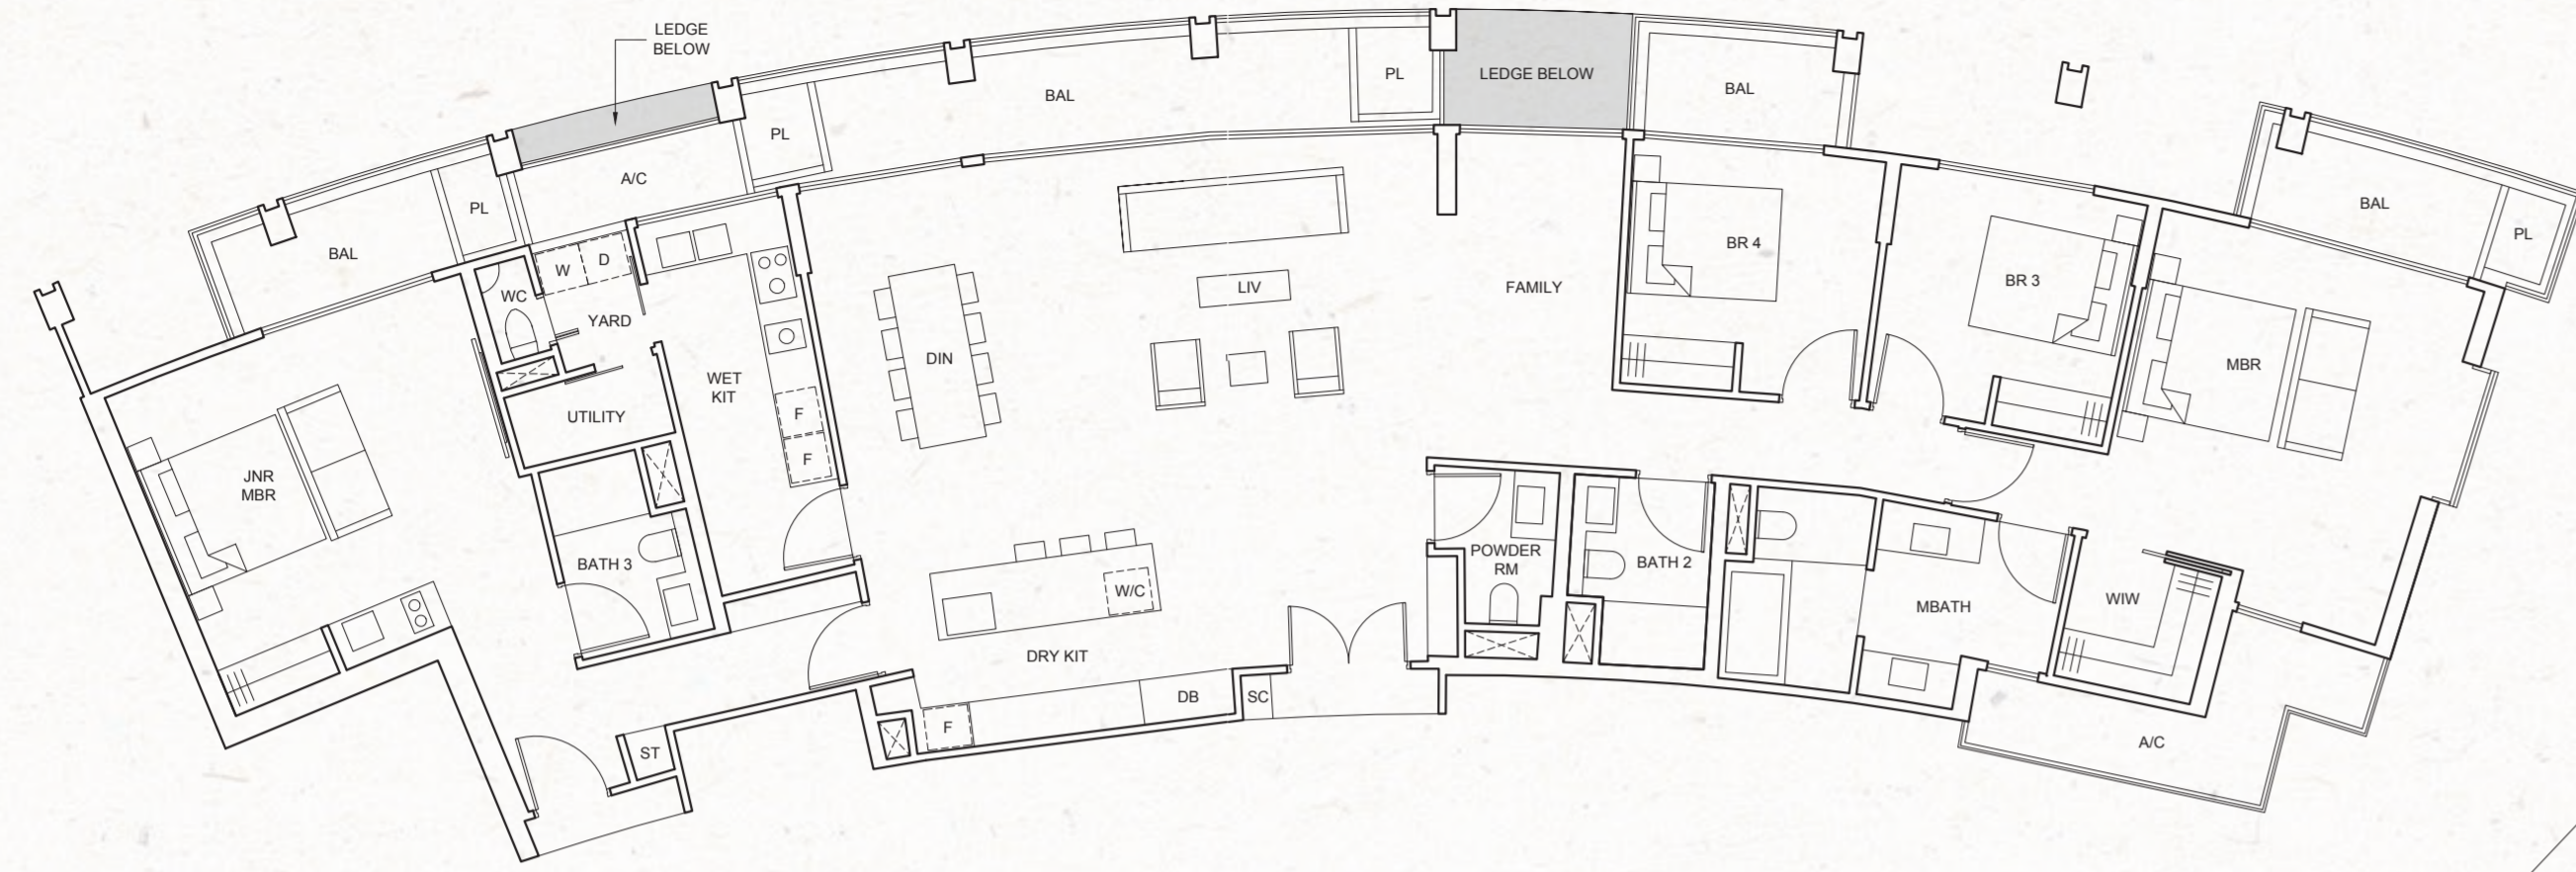 LEDGE
BELOW
PL
LEDGE BELOW
BAL
BAL
PL
A/C
PL
BAL
BAL
PL
W
D
WC
YARD
BR 4
BR 3
LIV
FAMILY
DIN
MBR
WET
KIT
F
F
UTILITY
JNR
MBR
BATH 3
POWDER
RM
BATH 2
W/C
MBATH
WIW
DRY KIT
DB
SC
F
ST
A/C